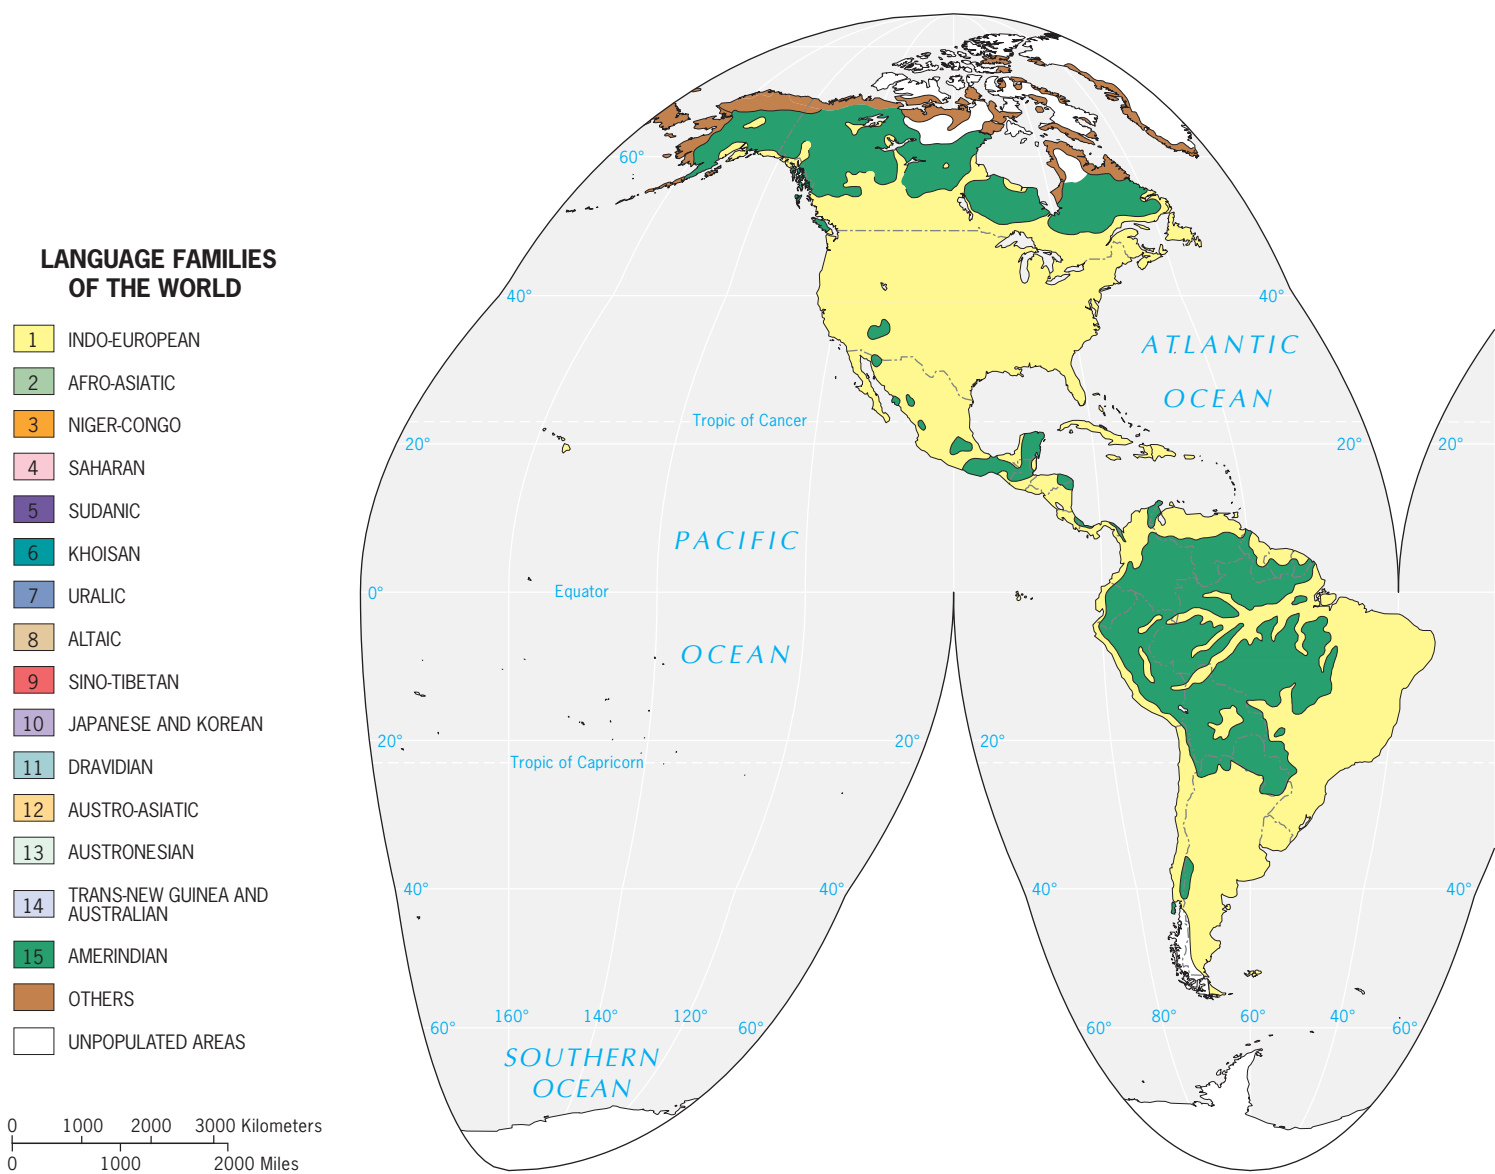 LANGUAGE FAMILIES
OF THE WORLD
1 INDO-EUROPEAN
2 AFRO-ASIATIC
3 NIGER-CONGO
4 SAHARAN
5 SUDANIC
6 KHOISAN
7 URALIC
8 ALTAIC
9 SINO-TIBETAN
10 JAPANESE AND KOREAN
11 DRAVIDIAN
12 AUSTRO-ASIATIC
13 AUSTRONESIAN
14 TRANS-NEW GUINEA AND
AUSTRALIAN
15 AMERINDIAN
OTHERS
UNPOPULATED AREAS
0 1000 2000 3000 Kilometers
0 1000 2000 Miles
60°
40° 40°
ATLANTIC
OCEAN
Tropic of Cancer
20° 20° 20°
PACIFIC
0° Equator
OCEAN
20° 20° 20°
Tropic of Capricorn
40° 40° 40° 40°
160° 140° 120° 80° 60° 40°
60° 60° 60° 60°
SOUTHERN
OCEAN